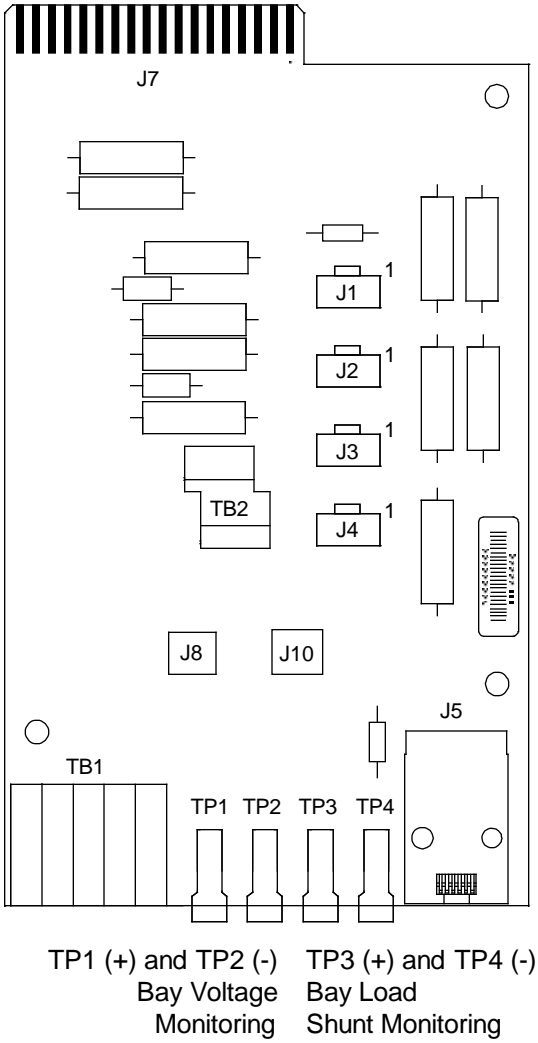 J7
1
J1
1
J2
1
J3
1
J4
TB2
J8
J10
J5
TB1
TP1 TP2 TP3 TP4
TP1 (+) and TP2 (-)
Bay Voltage
Monitoring
TP3 (+) and TP4 (-)
Bay Load
Shunt Monitoring